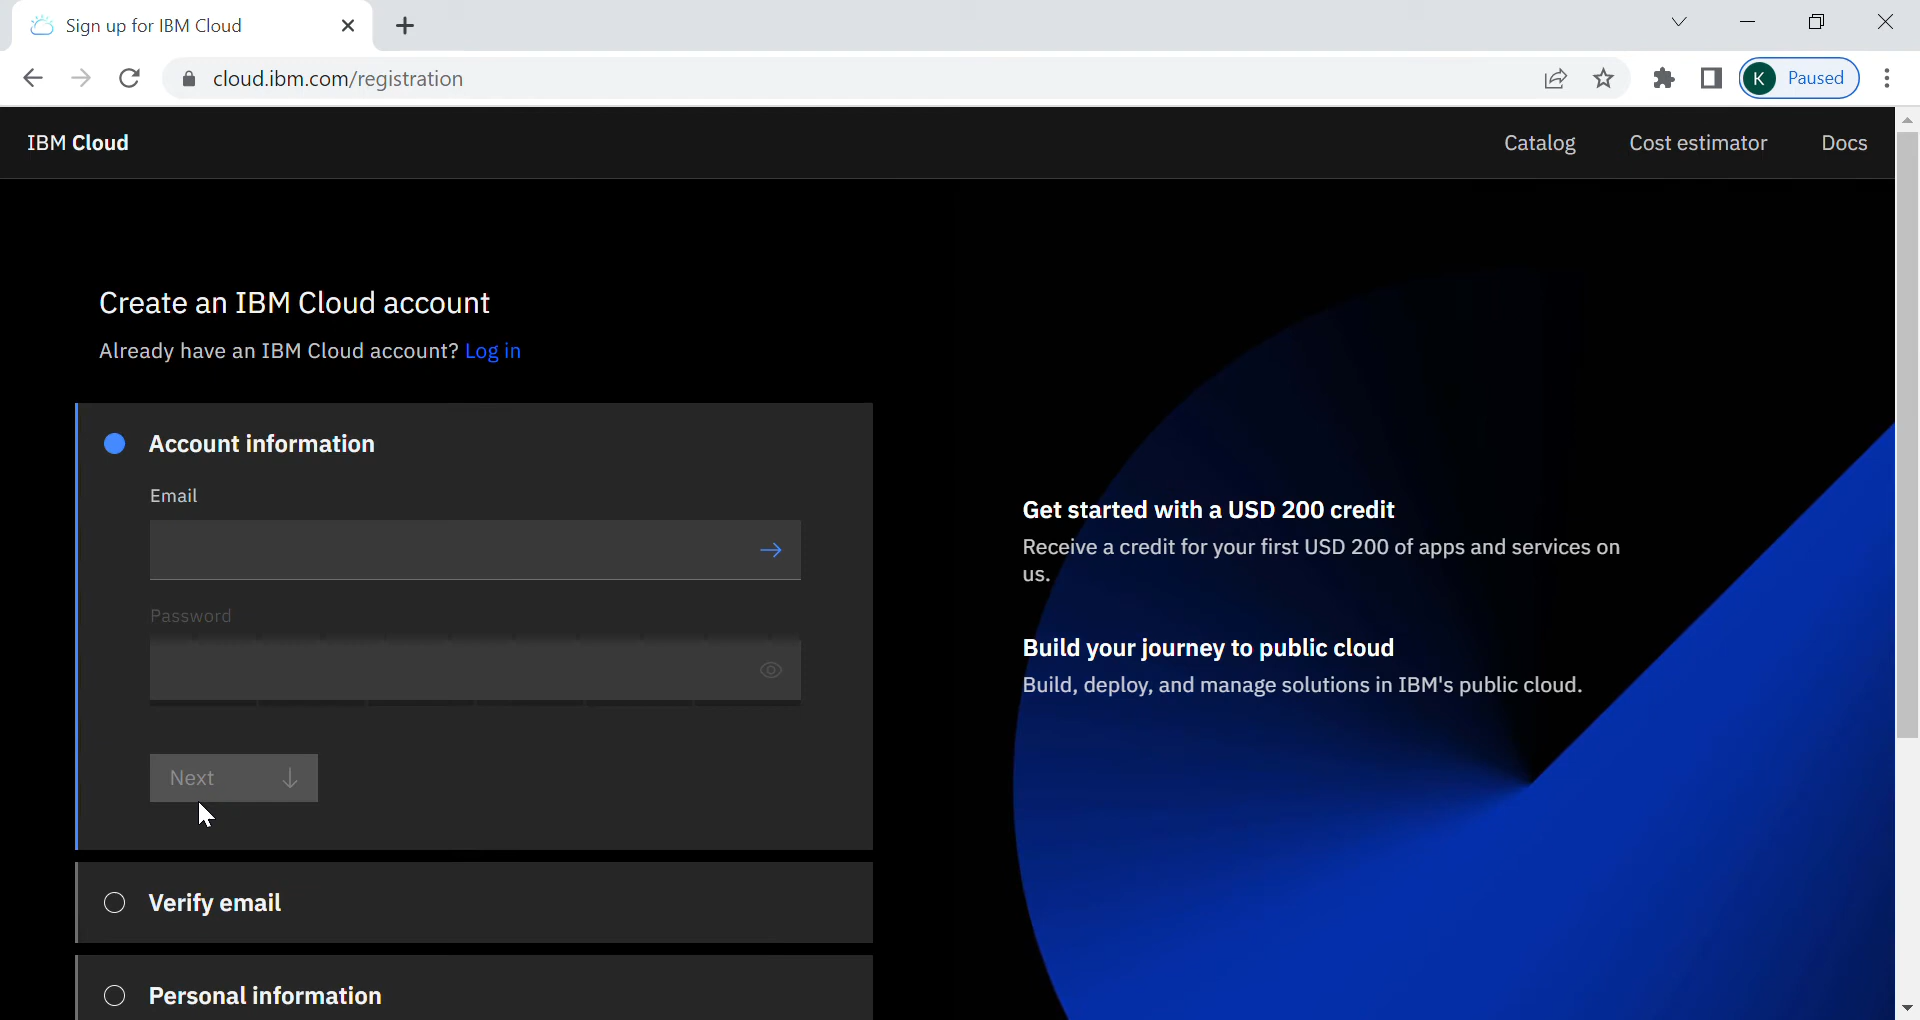 Sign up for IBM Cloud
cloud.ibm.com/registration
K Paused
IBM Cloud
Catalog Cost estimator Docs
Create an IBM Cloud account
Already have an IBM Cloud account? Log in
Account information
Email
Password
Next
Verify email
Personal information
Get started with a USD 200 credit
Receive a credit for your first USD 200 of apps and services on
us.
Build your journey to public cloud
Build, deploy, and manage solutions in IBM's public cloud.